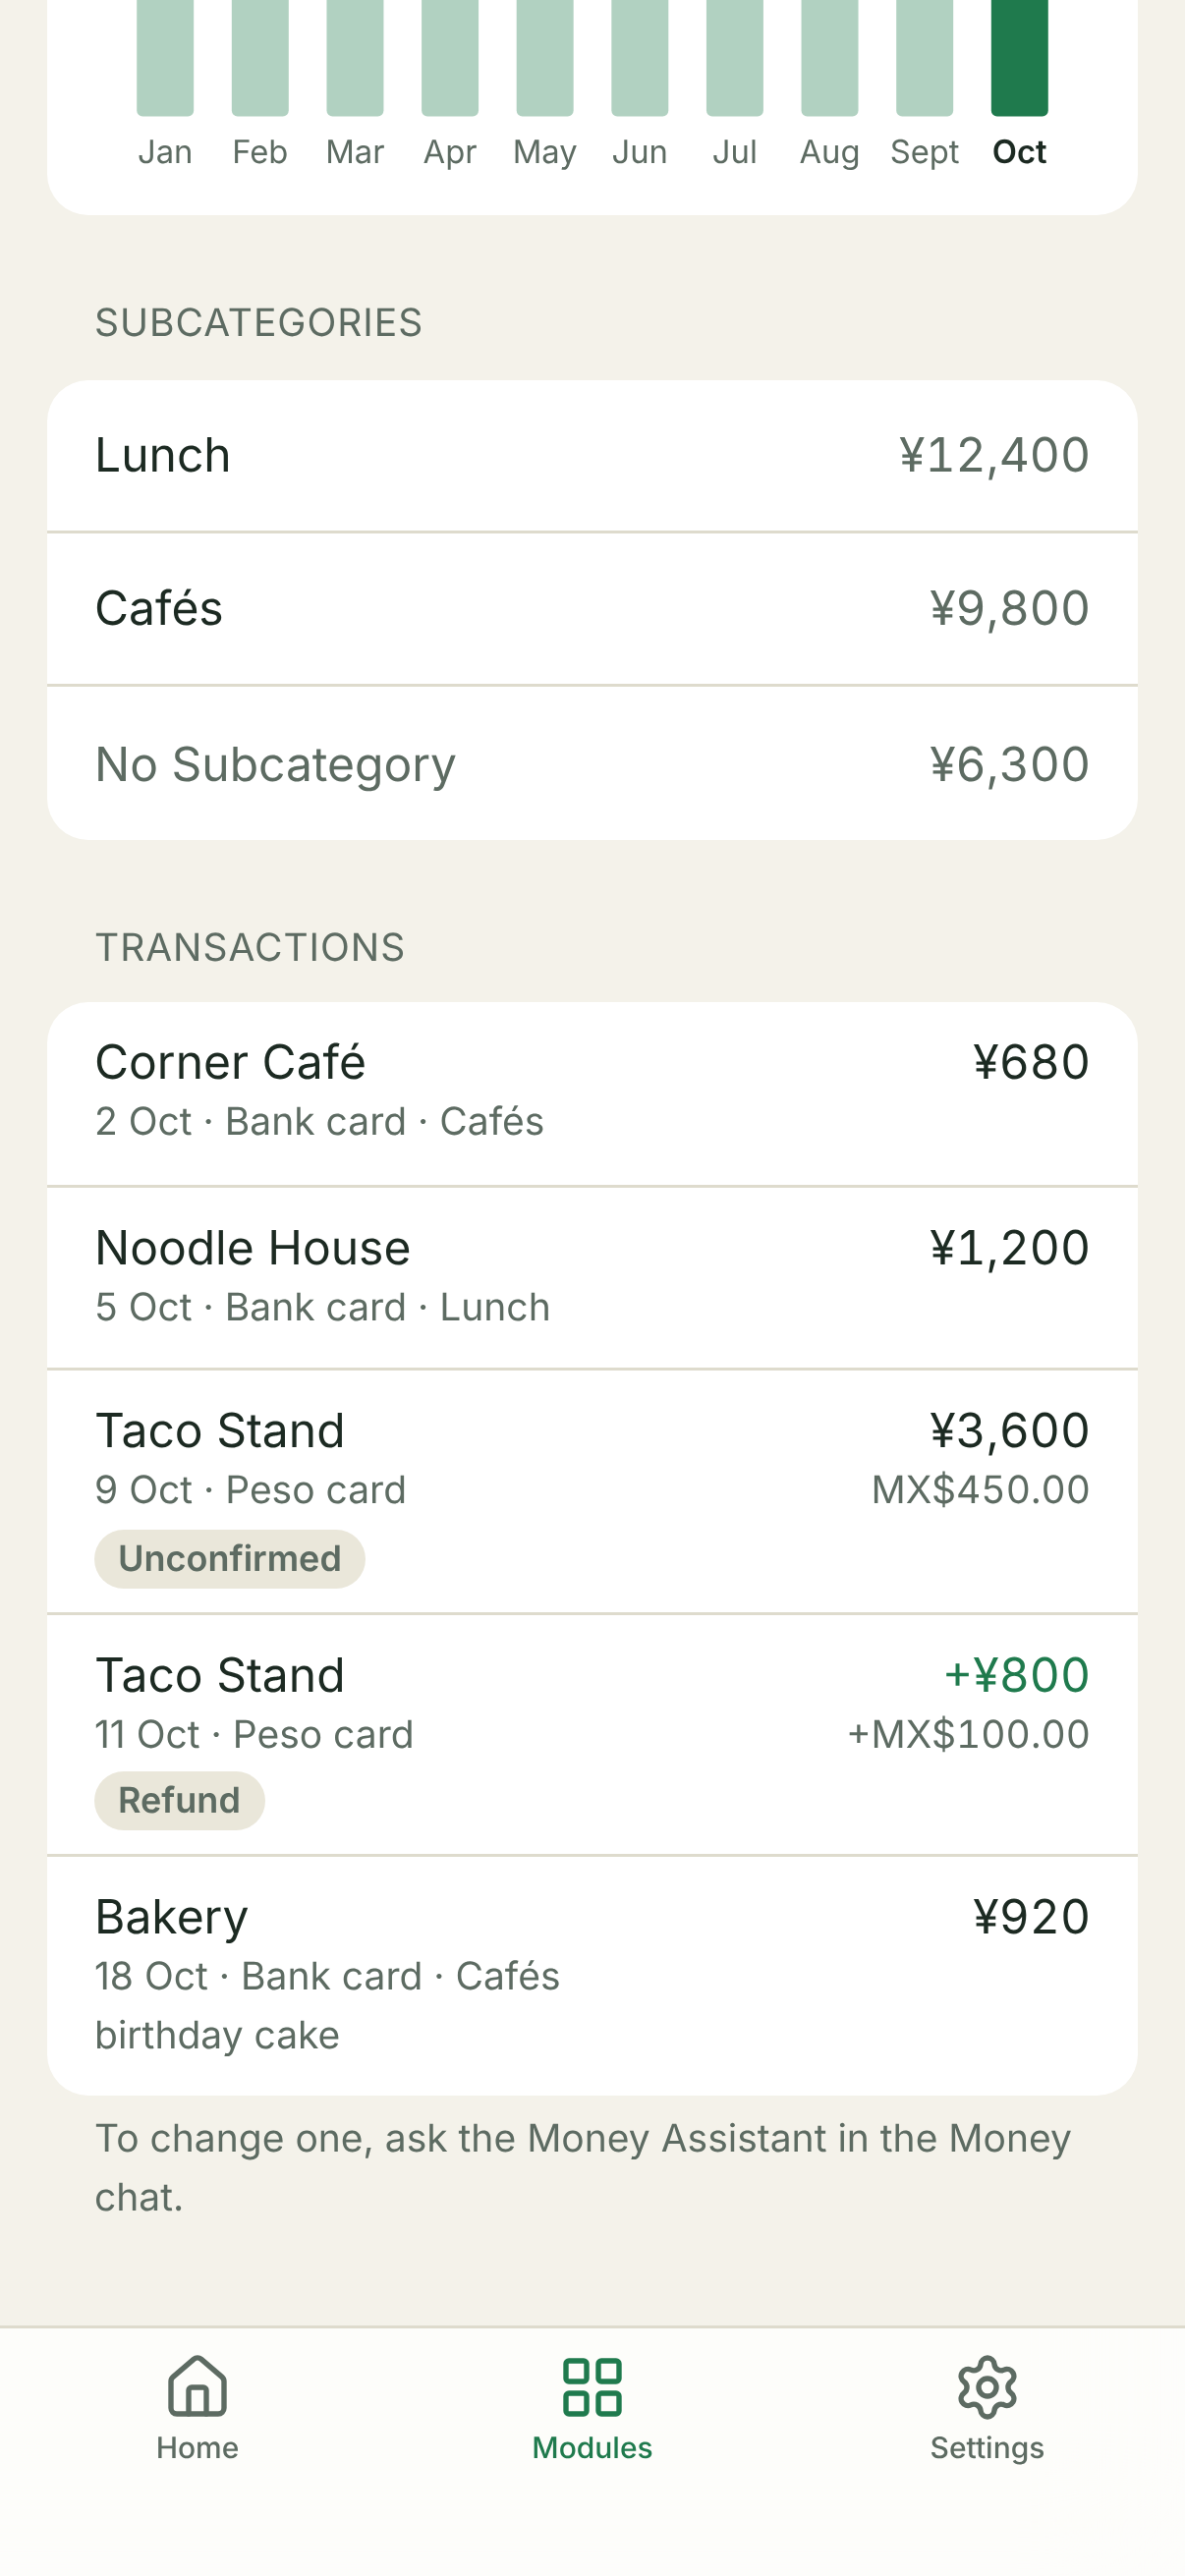 Jan Feb Mar Apr May Jun Jul Aug Sept Oct
SUBCATEGORIES
Lunch ¥12,400
Cafés ¥9,800
No Subcategory ¥6,300
TRANSACTIONS
Corner Café ¥680
2 Oct · Bank card · Cafés
Noodle House ¥1,200
5 Oct · Bank card · Lunch
Taco Stand ¥3,600
9 Oct · Peso card MX$450.00
Unconfirmed
Taco Stand +¥800
11 Oct · Peso card +MX$100.00
Refund
Bakery ¥920
18 Oct · Bank card · Cafés
birthday cake
To change one, ask the Money Assistant in the Money
chat.
Home Modules Settings